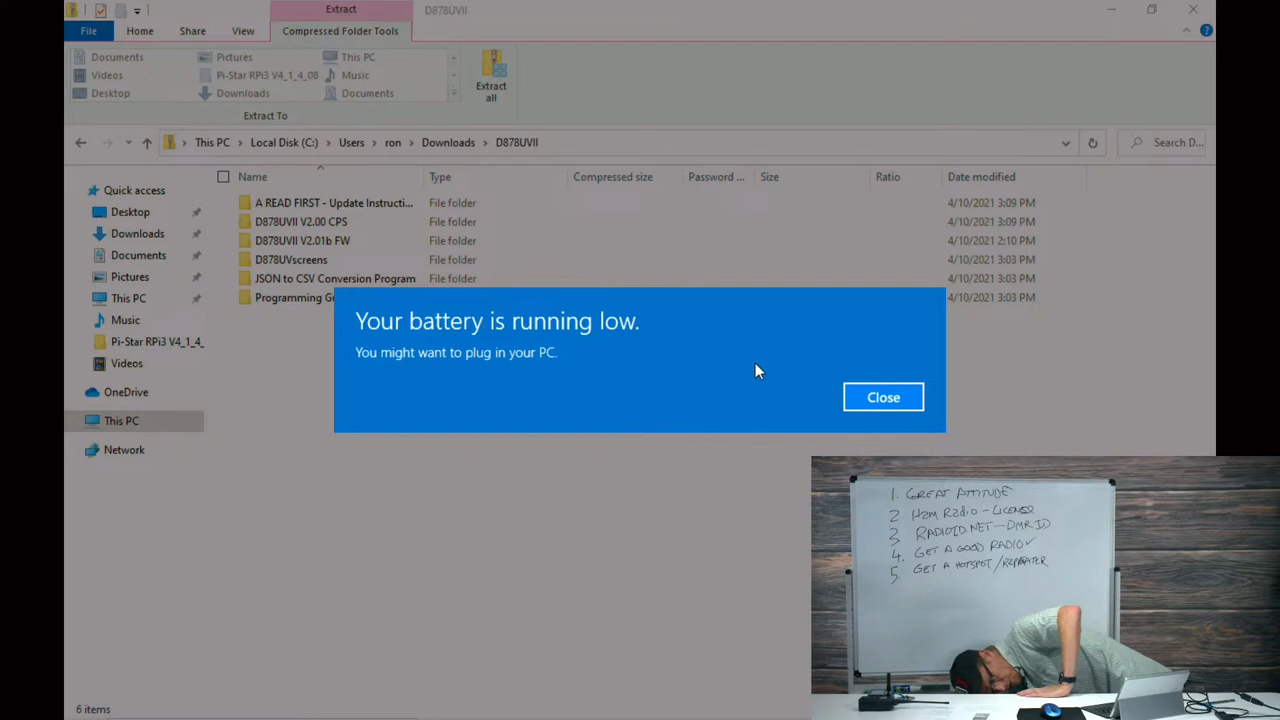 Extract
D878UVII
File
Home
Share
View
Compressed Folder Tools
Documents
Pictures
This PC
Videos
Pi-Star RPi3 V4_1_4_08
Music
Desktop
Downloads
Documents
Extract all
Extract To
This PC > Local Disk (C:) > Users > ron > Downloads > D878UVII
Search D...
Name Type Compressed size Password ... Size Ratio Date modified
Quick access
Desktop
Downloads
Documents
Pictures
This PC
Music
Pi-Star RPi3 V4_1_4_
Videos
OneDrive
This PC
Network
A READ FIRST - Update Instructi... File folder 4/10/2021 3:09 PM
D878UVII V2.00 CPS File folder 4/10/2021 3:09 PM
D878UVII V2.01b FW File folder 4/10/2021 2:10 PM
D878UVscreens File folder 4/10/2021 3:03 PM
JSON to CSV Conversion Program File folder 4/10/2021 3:03 PM
Programming Gu 4/10/2021 3:03 PM
Your battery is running low.
You might want to plug in your PC.
Close
1. GREAT ATTITUDE
2 HAM RADIO - LICENSE
3. RADIOID.NET - DMR ID
4. GET A GOOD RADIO ✓
5. GET A HOTSPOT / REPEATER
6 items